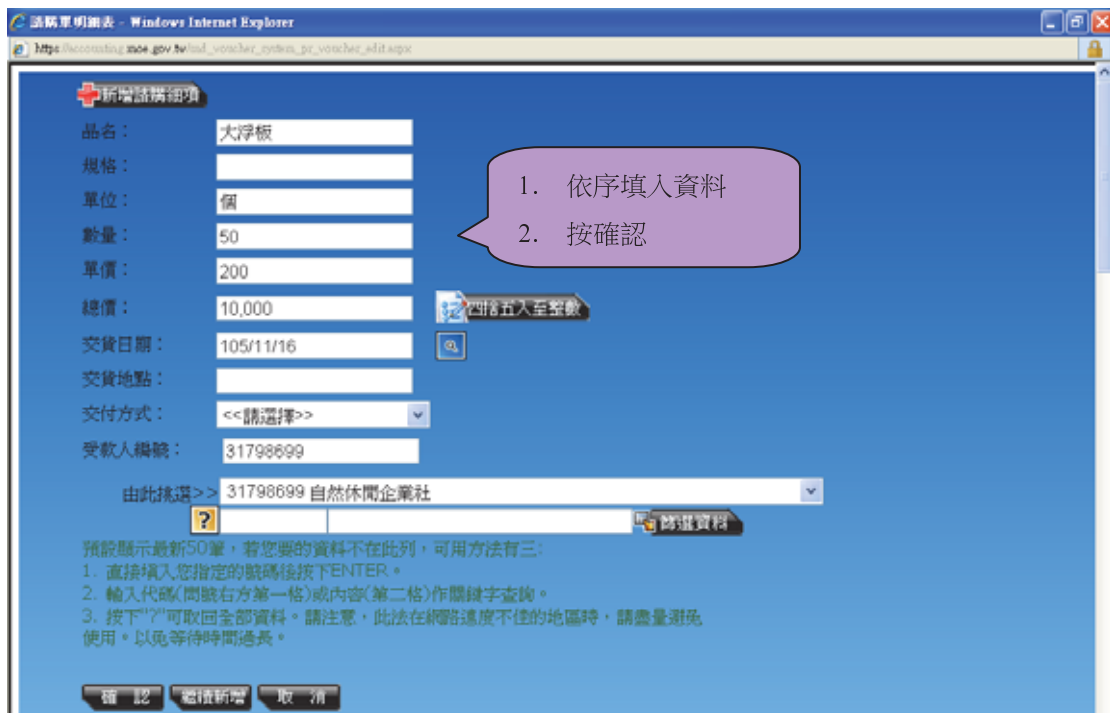 請購單明細表 - Windows Internet Explorer
https://accounting.moe.gov.tw/ind_voucher_system_pr_voucher_edit.aspx
新增請購細項
品名： 大浮板
規格：
單位： 個
數量： 50
單價： 200
總價： 10,000 四捨五入至整數
交貨日期： 105/11/16
交貨地點：
交付方式： <<請選擇>>
受款人編號： 31798699
由此挑選>> 31798699 自然休閒企業社
? 篩選資料
預設顯示最新50筆，若您要的資料不在此列，可用方法有三:
1. 直接填入您指定的號碼後按下ENTER。
2. 輸入代碼(問號右方第一格)或內容(第二格)作關鍵字查詢。
3. 按下"?"可取回全部資料。請注意，此法在網路速度不佳的地區時，請盡量避免
使用。以免等待時間過長。
確 認 繼續新增 取 消
1. 依序填入資料
2. 按確認